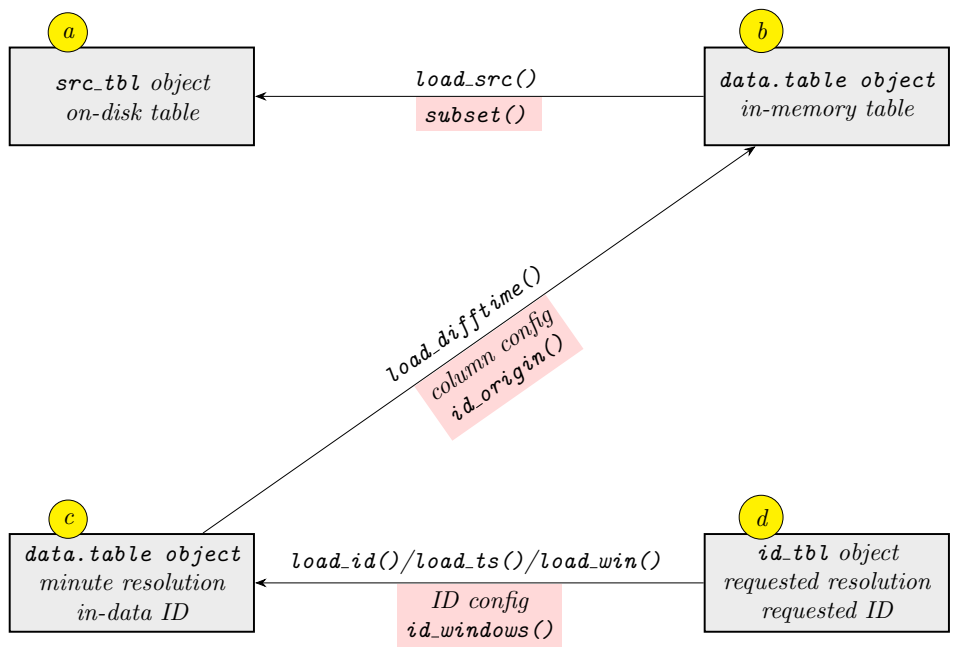 a
src_tbl object
on-disk table
load_src()
subset()
b
data.table object
in-memory table
load_difftime()
column config
id_origin()
c
data.table object
minute resolution
in-data ID
load_id()/load_ts()/load_win()
ID config
id_windows()
d
id_tbl object
requested resolution
requested ID